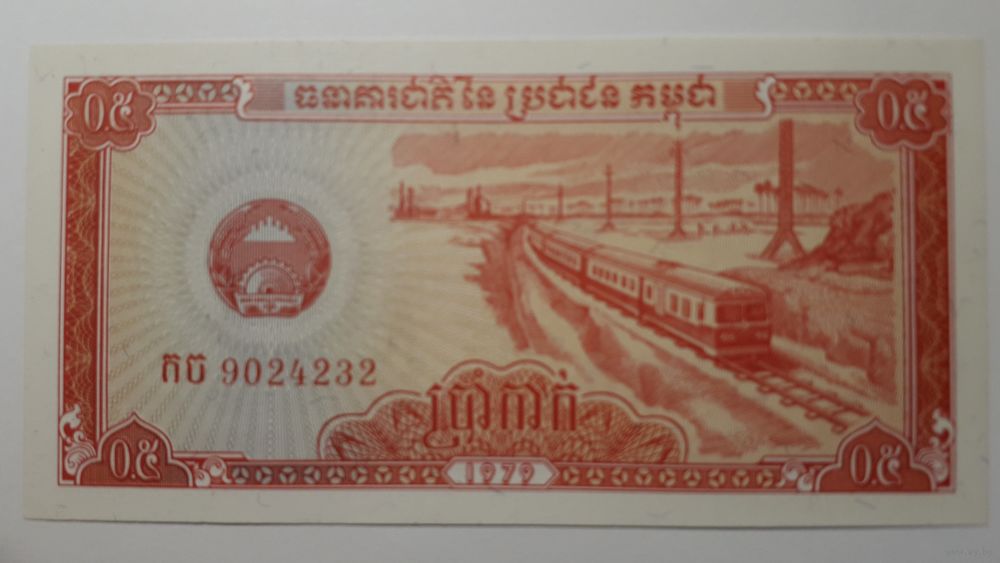 ធនាគារជាតិនៃ ប្រជាជន កម្ពុជា
០.៥ ០.៥
កច 9024232
ប្រាំកាក់
០.៥ 1979 ០.៥